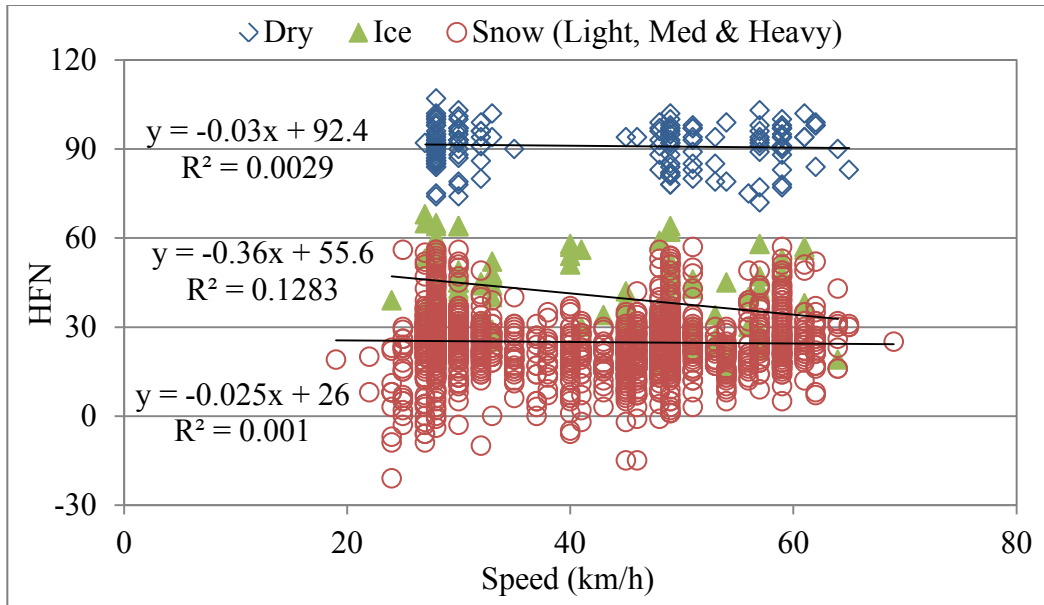 Dry Ice Snow (Light, Med & Heavy)
120
90
60
30
0
-30
HFN
y = -0.03x + 92.4
R² = 0.0029
y = -0.36x + 55.6
R² = 0.1283
y = -0.025x + 26
R² = 0.001
0 20 40 60 80
Speed (km/h)